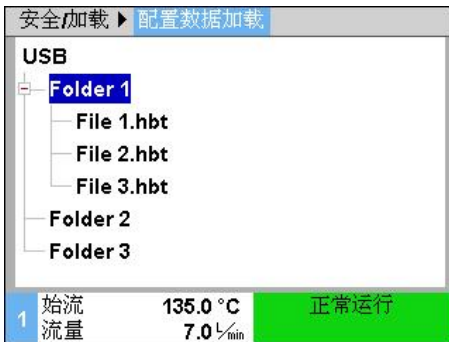 安全/加载 ▶ 配置数据加载
USB
Folder 1
File 1.hbt
File 2.hbt
File 3.hbt
Folder 2
Folder 3
1 始流 135.0 °C 正常运行
流量 7.0 L/min